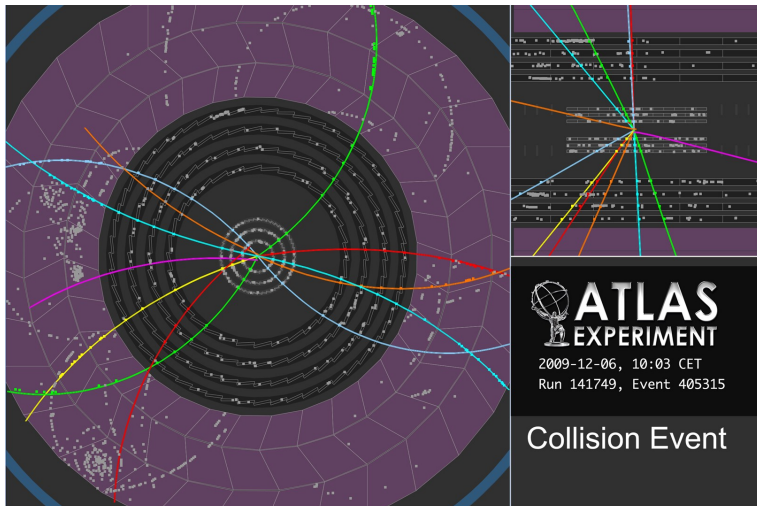 ATLAS
EXPERIMENT
2009-12-06, 10:03 CET
Run 141749, Event 405315
Collision Event